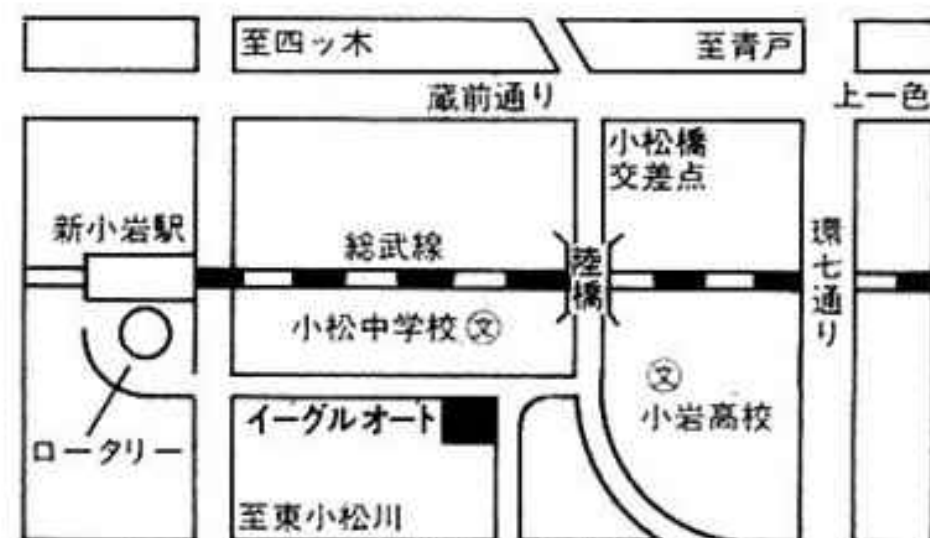 至四ッ木
至青戸
蔵前通り
上一色
小松橋
交差点
新小岩駅
総武線
陸橋
環七通り
小松中学校 文
文
小岩高校
イーグルオート
ロータリー
至東小松川